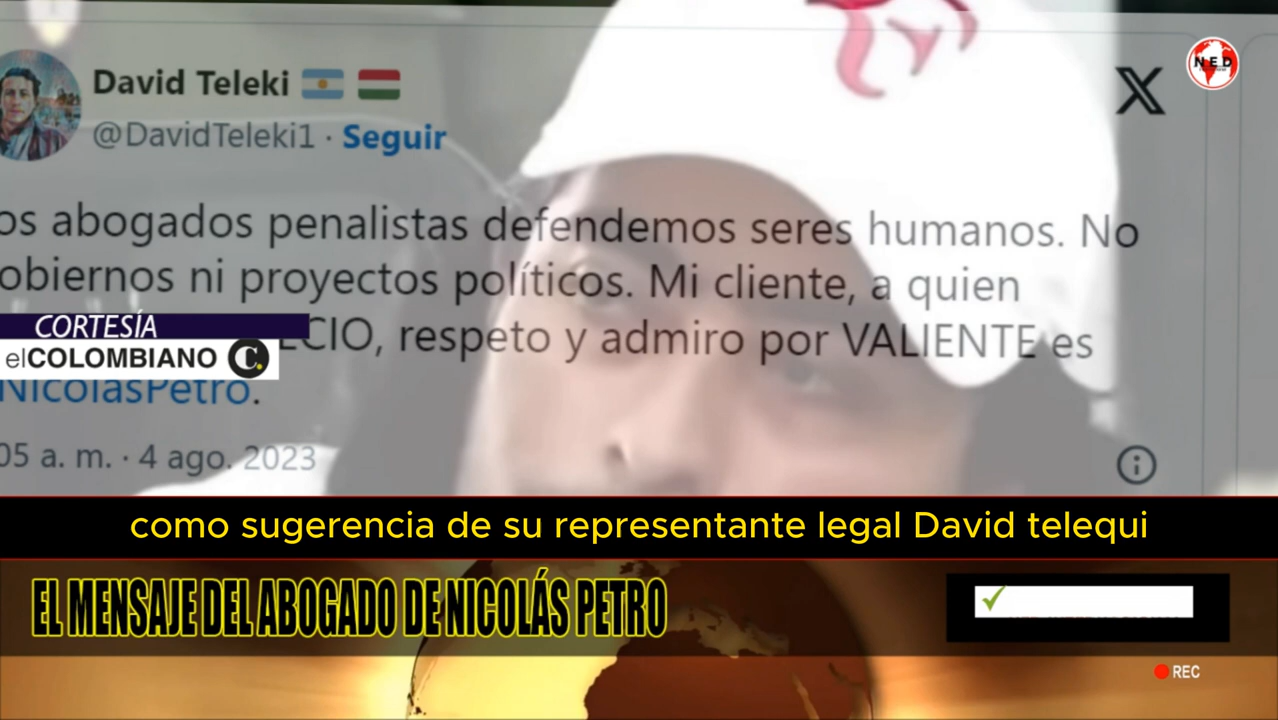 David Teleki
@DavidTeleki1 · Seguir
X
NED
os abogados penalistas defendemos seres humanos. No
obiernos ni proyectos políticos. Mi cliente, a quien
CIO, respeto y admiro por VALIENTE es
NicolasPetro.
05 a. m. · 4 ago. 2023
CORTESÍA
elCOLOMBIANO C.
como sugerencia de su representante legal David telequi
EL MENSAJE DEL ABOGADO DE NICOLÁS PETRO
REC